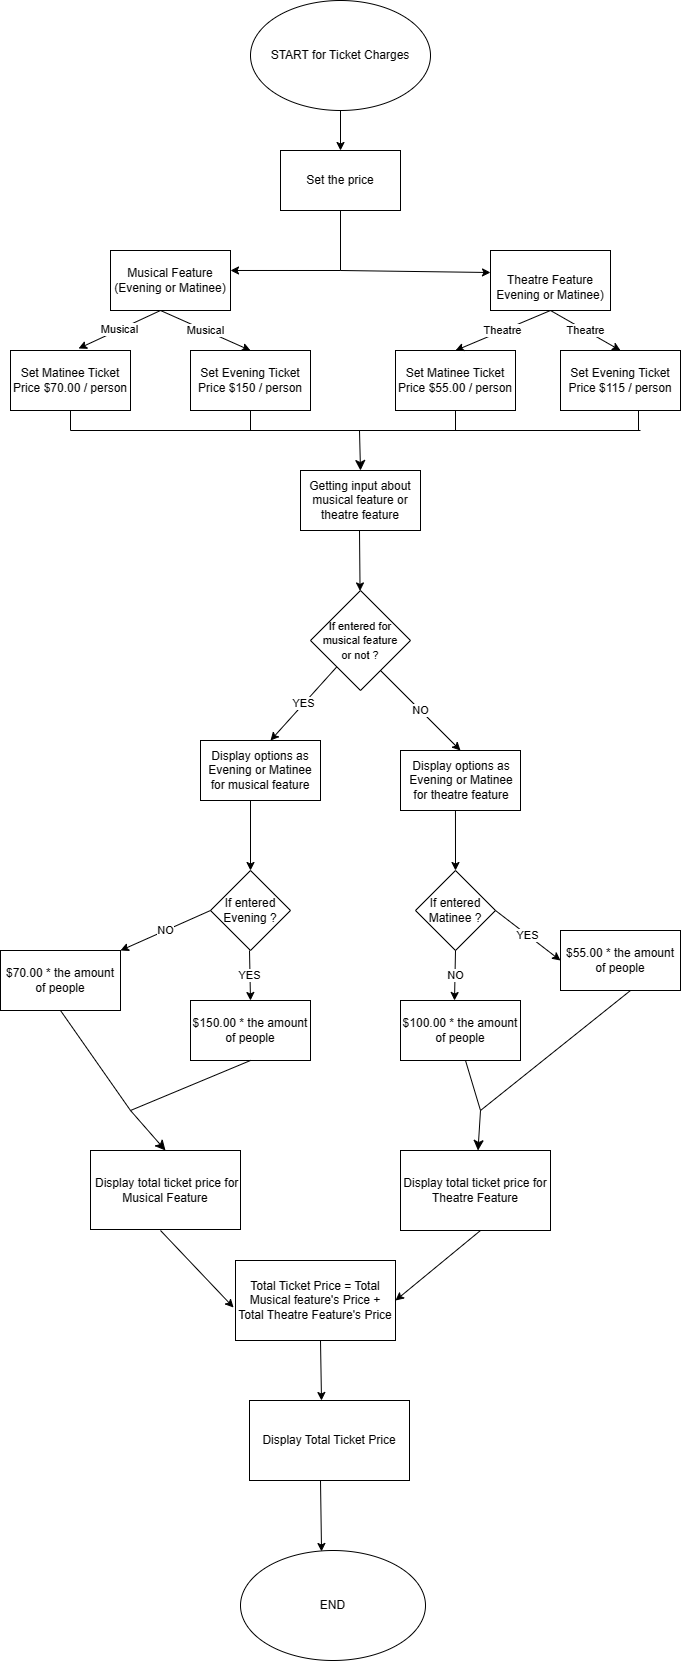 START for Ticket Charges
Set the price
Musical Feature
(Evening or Matinee)
Theatre Feature
Evening or Matinee)
Musical
Musical
Theatre
Theatre
Set Matinee Ticket
Price $70.00 / person
Set Evening Ticket
Price $150 / person
Set Matinee Ticket
Price $55.00 / person
Set Evening Ticket
Price $115 / person
Getting input about
musical feature or
theatre feature
If entered for
musical feature
or not ?
YES
NO
Display options as
Evening or Matinee
for musical feature
Display options as
Evening or Matinee
for theatre feature
If entered
Evening ?
If entered
Matinee ?
NO
YES
YES
NO
$70.00 * the amount
of people
$150.00 * the amount
of people
$100.00 * the amount
of people
$55.00 * the amount
of people
Display total ticket price for
Musical Feature
Display total ticket price for
Theatre Feature
Total Ticket Price = Total
Musical feature's Price +
Total Theatre Feature's Price
Display Total Ticket Price
END